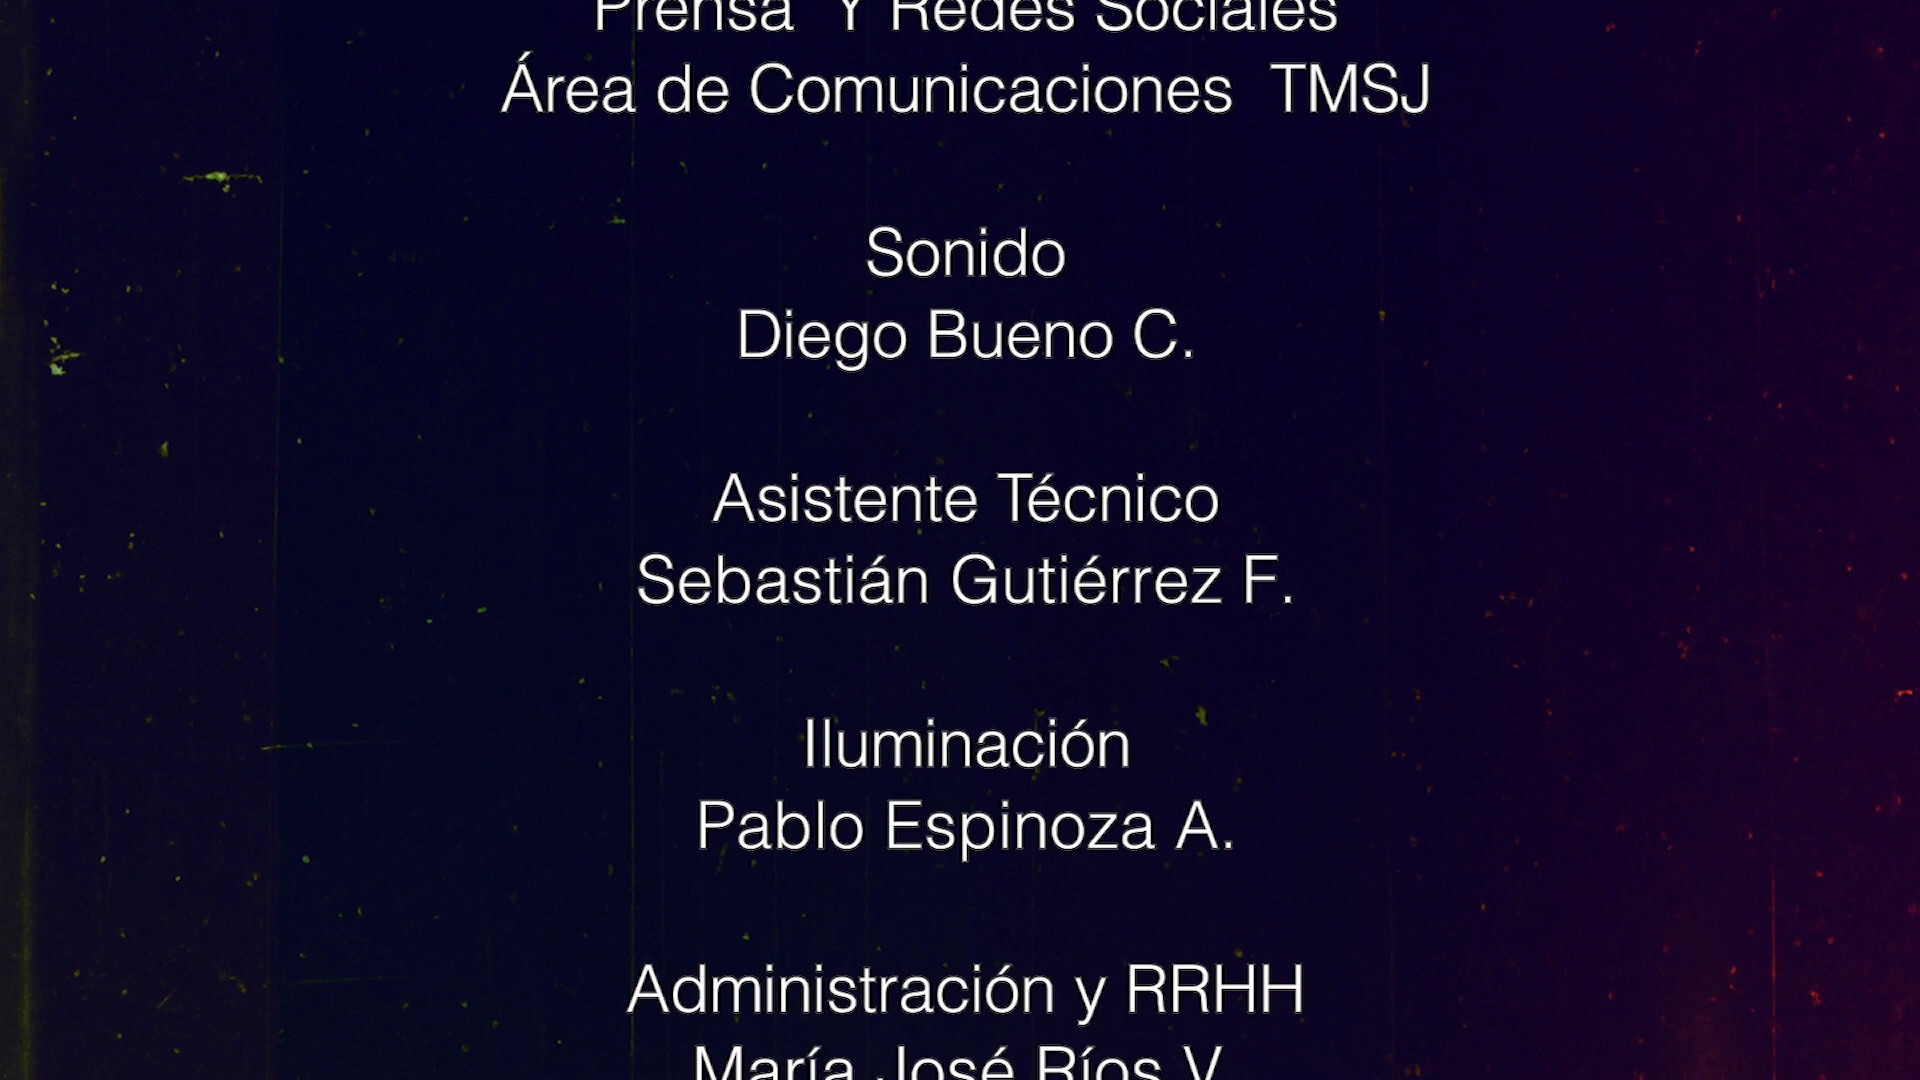 Prensa Y Redes Sociales
Área de Comunicaciones TMSJ
Sonido
Diego Bueno C.
Asistente Técnico
Sebastián Gutiérrez F.
Iluminación
Pablo Espinoza A.
Administración y RRHH
María José Ríos V.